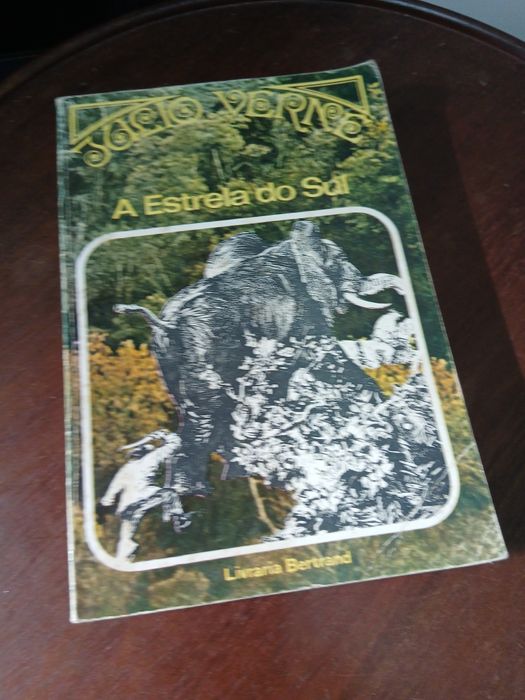 JÚLIO VERNE
A Estrela do Sul
Livraria Bertrand